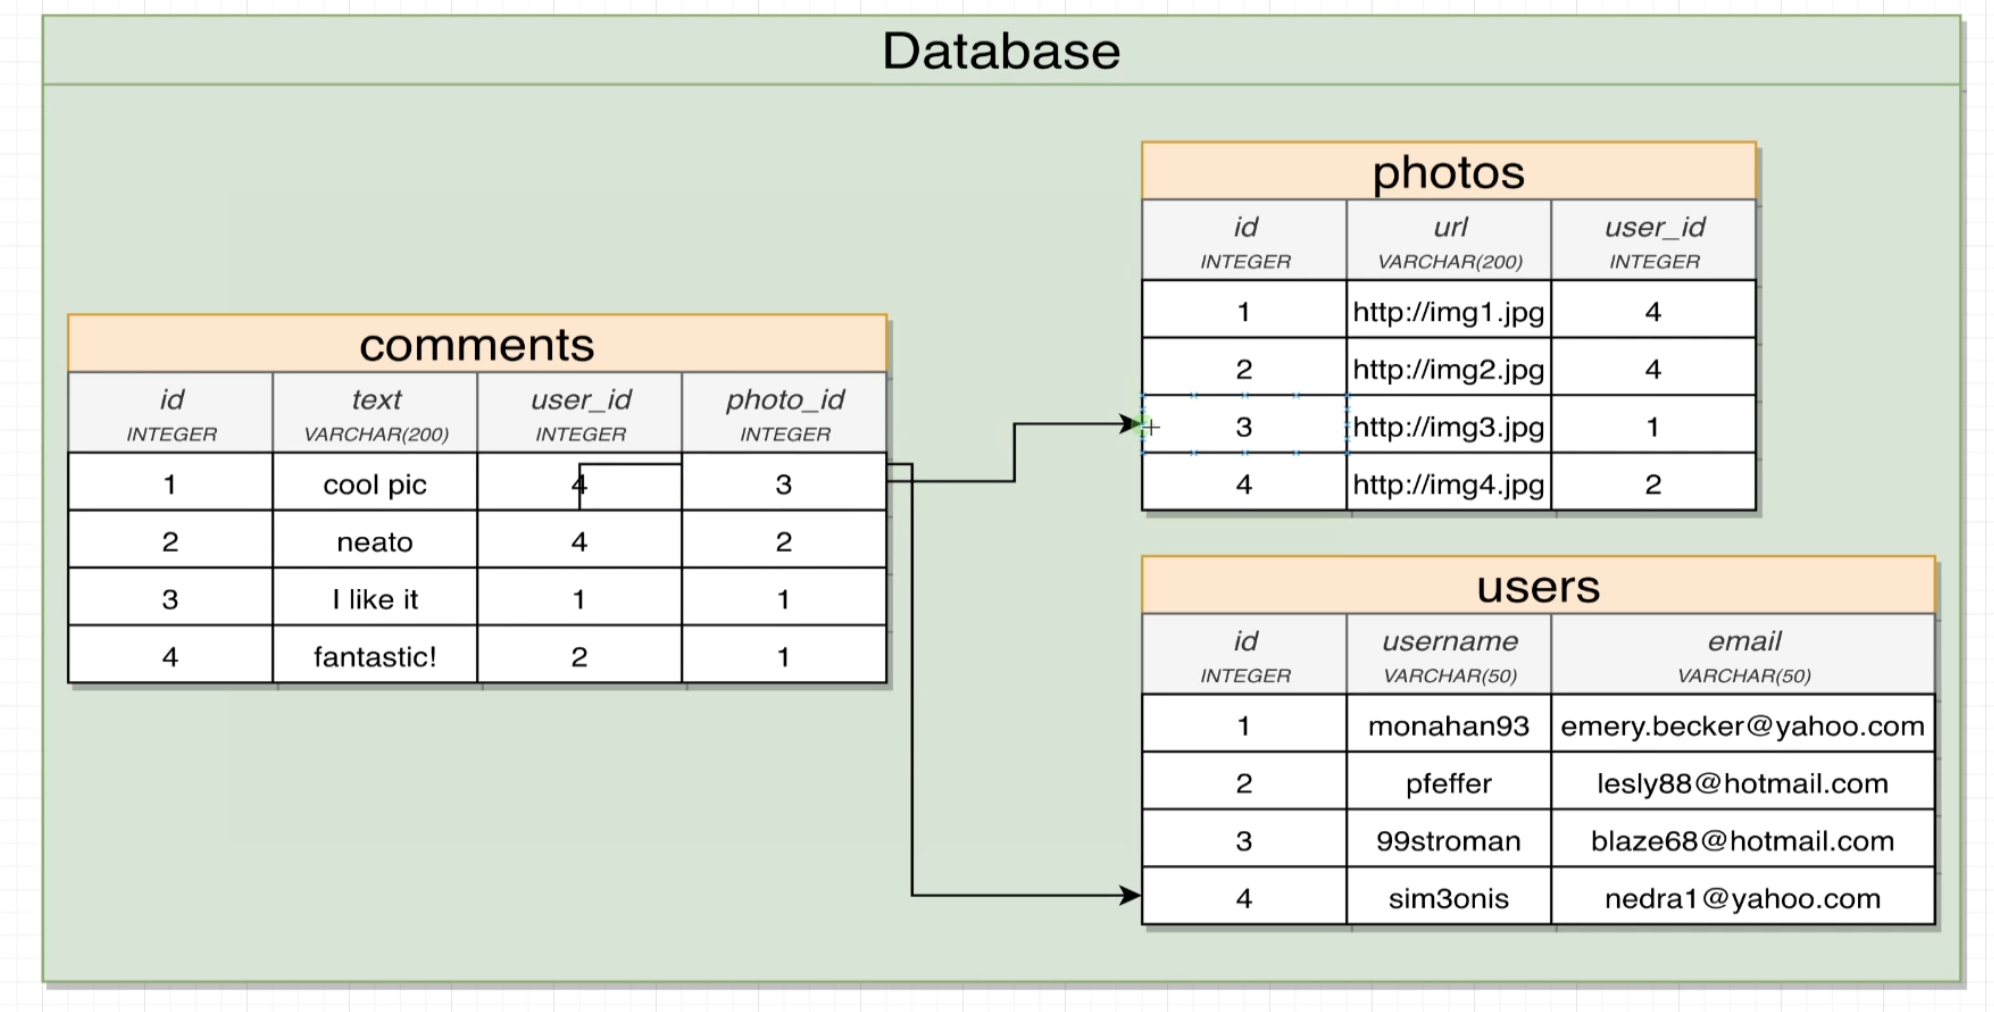 Database
comments
id text user_id photo_id
INTEGER VARCHAR(200) INTEGER INTEGER
1 cool pic 4 3
2 neato 4 2
3 I like it 1 1
4 fantastic! 2 1
photos
id url user_id
INTEGER VARCHAR(200) INTEGER
1 http://img1.jpg 4
2 http://img2.jpg 4
3 http://img3.jpg 1
4 http://img4.jpg 2
users
id username email
INTEGER VARCHAR(50) VARCHAR(50)
1 monahan93 emery.becker@yahoo.com
2 pfeffer lesly88@hotmail.com
3 99stroman blaze68@hotmail.com
4 sim3onis nedra1@yahoo.com